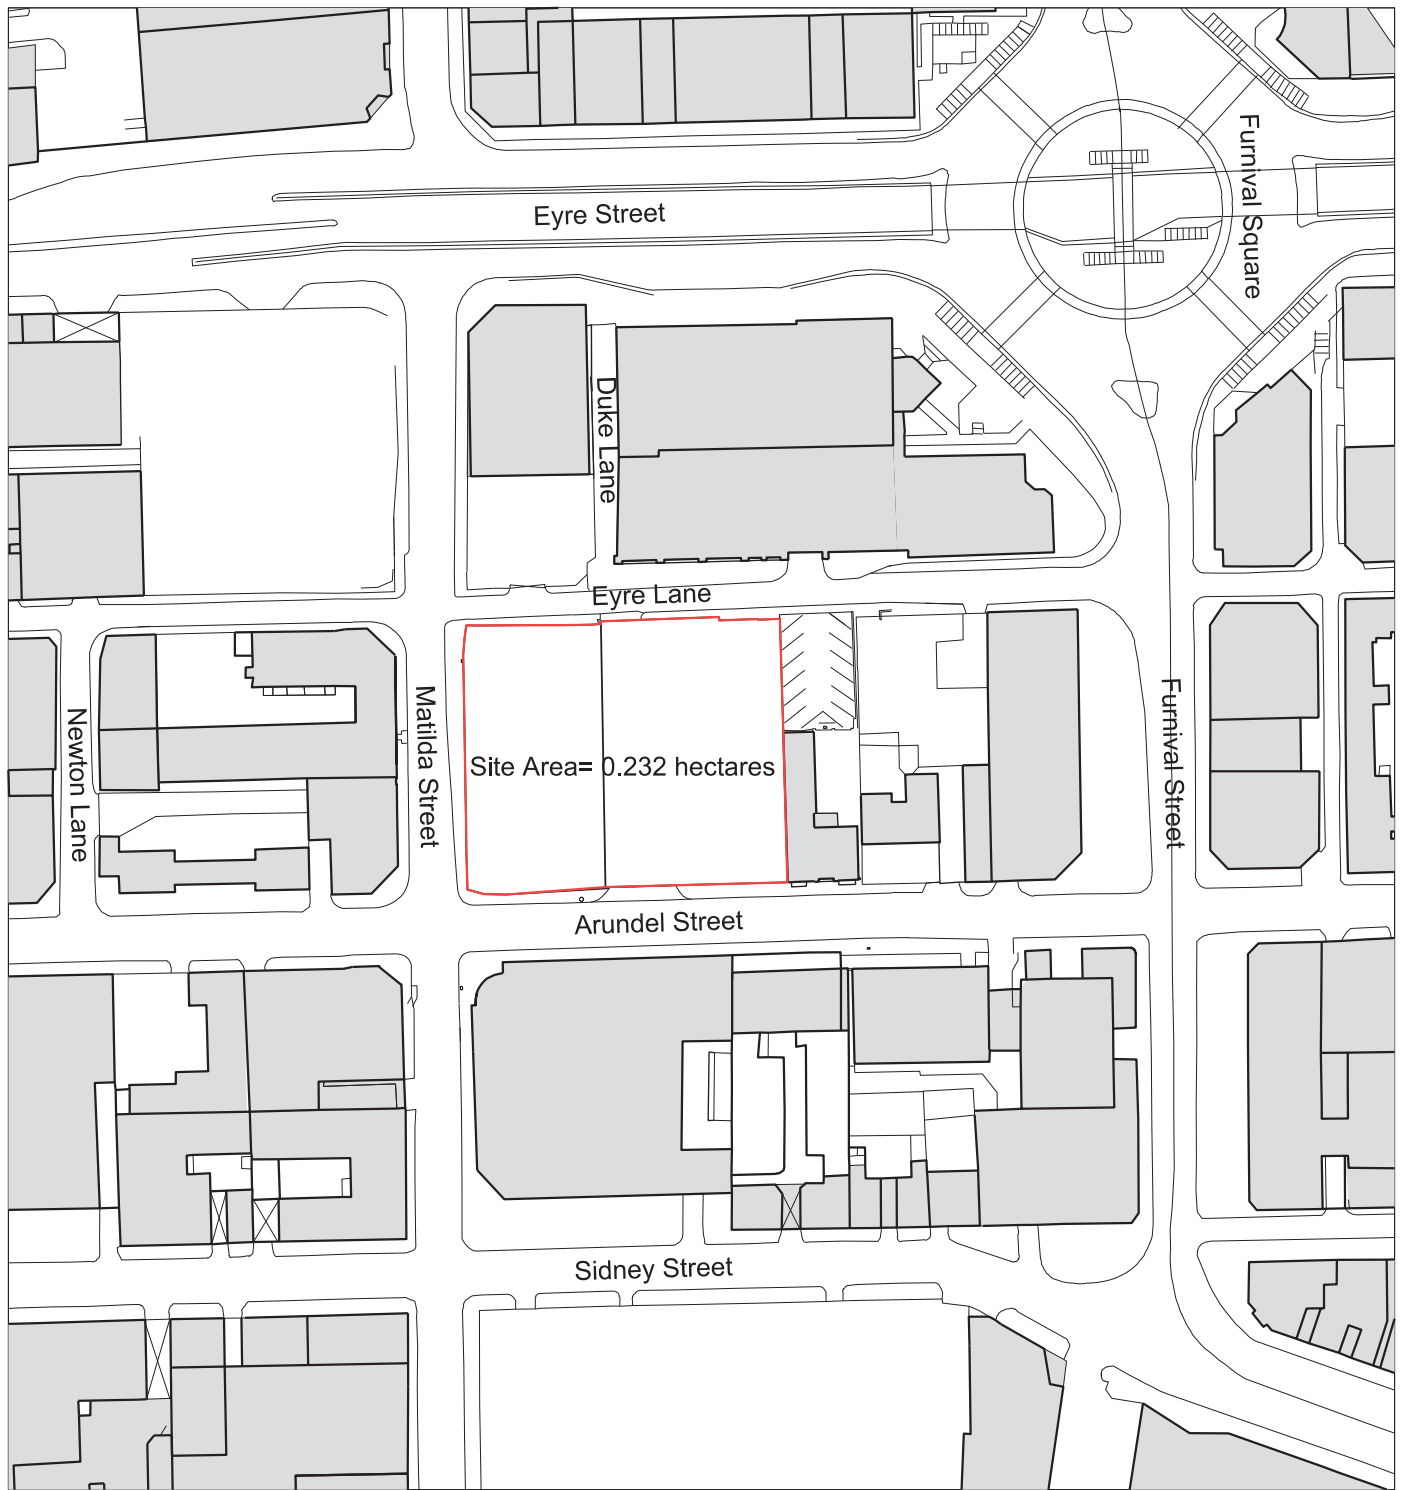 Furnival Square
Eyre Street
Duke Lane
Eyre Lane
Matilda Street
Newton Lane
Furnival Street
Site Area= 0.232 hectares
Arundel Street
Sidney Street